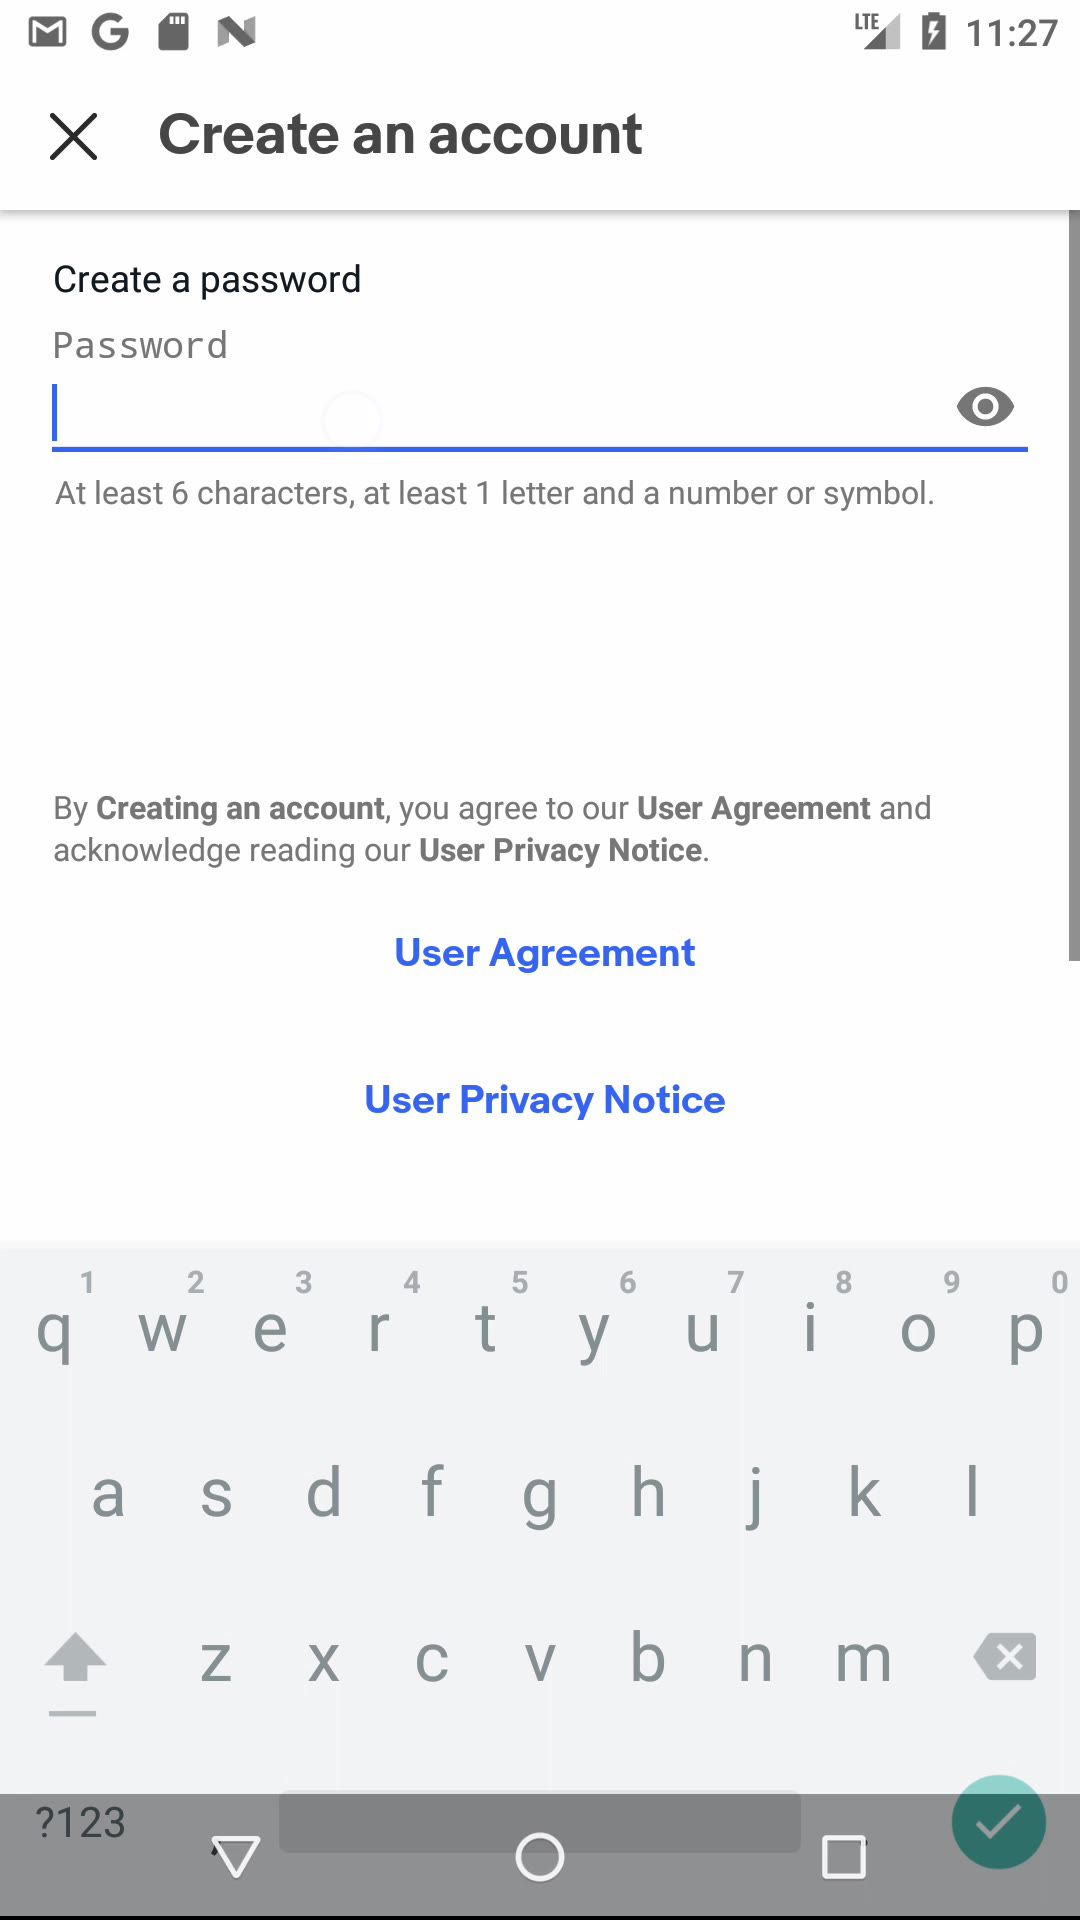 LTE 11:27
Create an account
Create a password
Password
At least 6 characters, at least 1 letter and a number or symbol.
By Creating an account, you agree to our User Agreement and
acknowledge reading our User Privacy Notice.
User Agreement
User Privacy Notice
1 2 3 4 5 6 7 8 9 0
q w e r t y u i o p
a s d f g h j k l
z x c v b n m
?123